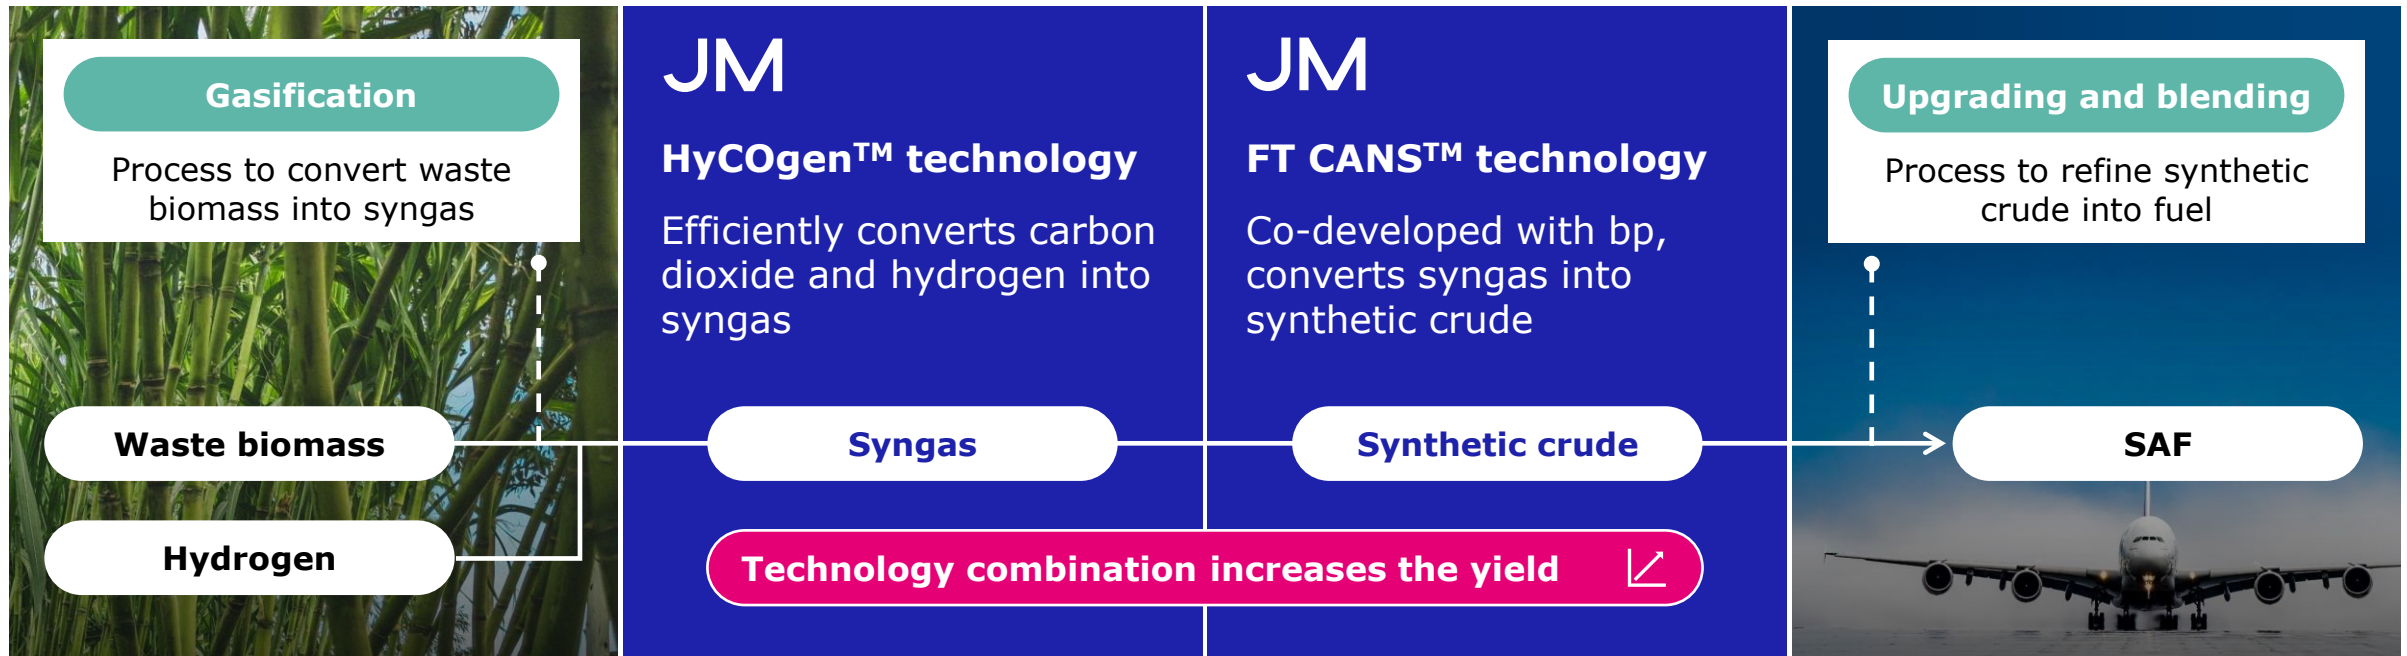 Gasification
Process to convert waste
biomass into syngas
Waste biomass
Hydrogen
JM
HyCOgen™ technology
Efficiently converts carbon
dioxide and hydrogen into
syngas
Syngas
JM
FT CANS™ technology
Co-developed with bp,
converts syngas into
synthetic crude
Synthetic crude
Technology combination increases the yield
Upgrading and blending
Process to refine synthetic
crude into fuel
SAF